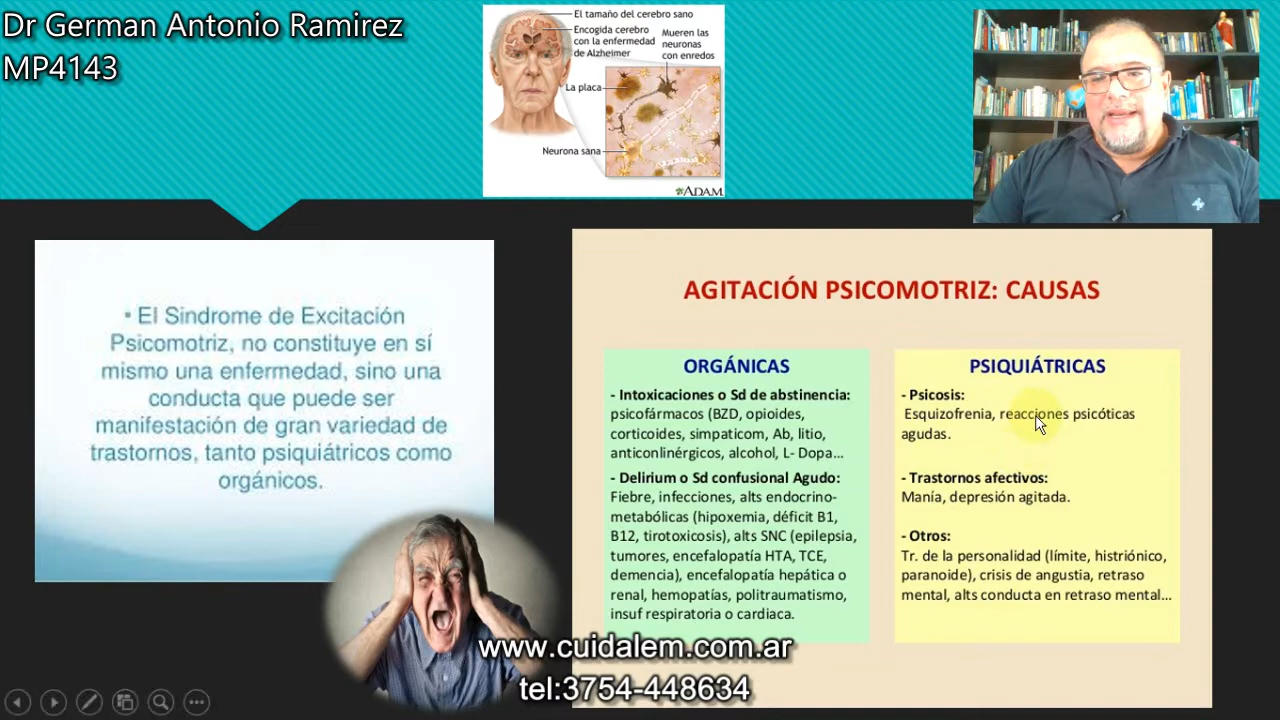 Dr German Antonio Ramirez
MP4143
El tamaño del cerebro sano
Encogida cerebro
con la enfermedad
de Alzheimer
Mueren las
neuronas
con enredos
La placa
Neurona sana
ADAM
• El Sindrome de Excitación
Psicomotriz, no constituye en sí
mismo una enfermedad, sino una
conducta que puede ser
manifestación de gran variedad de
trastornos, tanto psiquiátricos como
orgánicos.
AGITACIÓN PSICOMOTRIZ: CAUSAS
ORGÁNICAS
- Intoxicaciones o Sd de abstinencia:
psicofármacos (BZD, opioides,
corticoides, simpaticom, Ab, litio,
anticonlinérgicos, alcohol, L- Dopa...
- Delirium o Sd confusional Agudo:
Fiebre, infecciones, alts endocrino-
metabólicas (hipoxemia, déficit B1,
B12, tirotoxicosis), alts SNC (epilepsia,
tumores, encefalopatía HTA, TCE,
demencia), encefalopatía hepática o
renal, hemopatías, politraumatismo,
insuf respiratoria o cardiaca.
PSIQUIÁTRICAS
- Psicosis:
Esquizofrenia, reacciones psicóticas
agudas.
- Trastornos afectivos:
Manía, depresión agitada.
- Otros:
Tr. de la personalidad (límite, histriónico,
paranoide), crisis de angustia, retraso
mental, alts conducta en retraso mental...
www.cuidalem.com.ar
tel:3754-448634